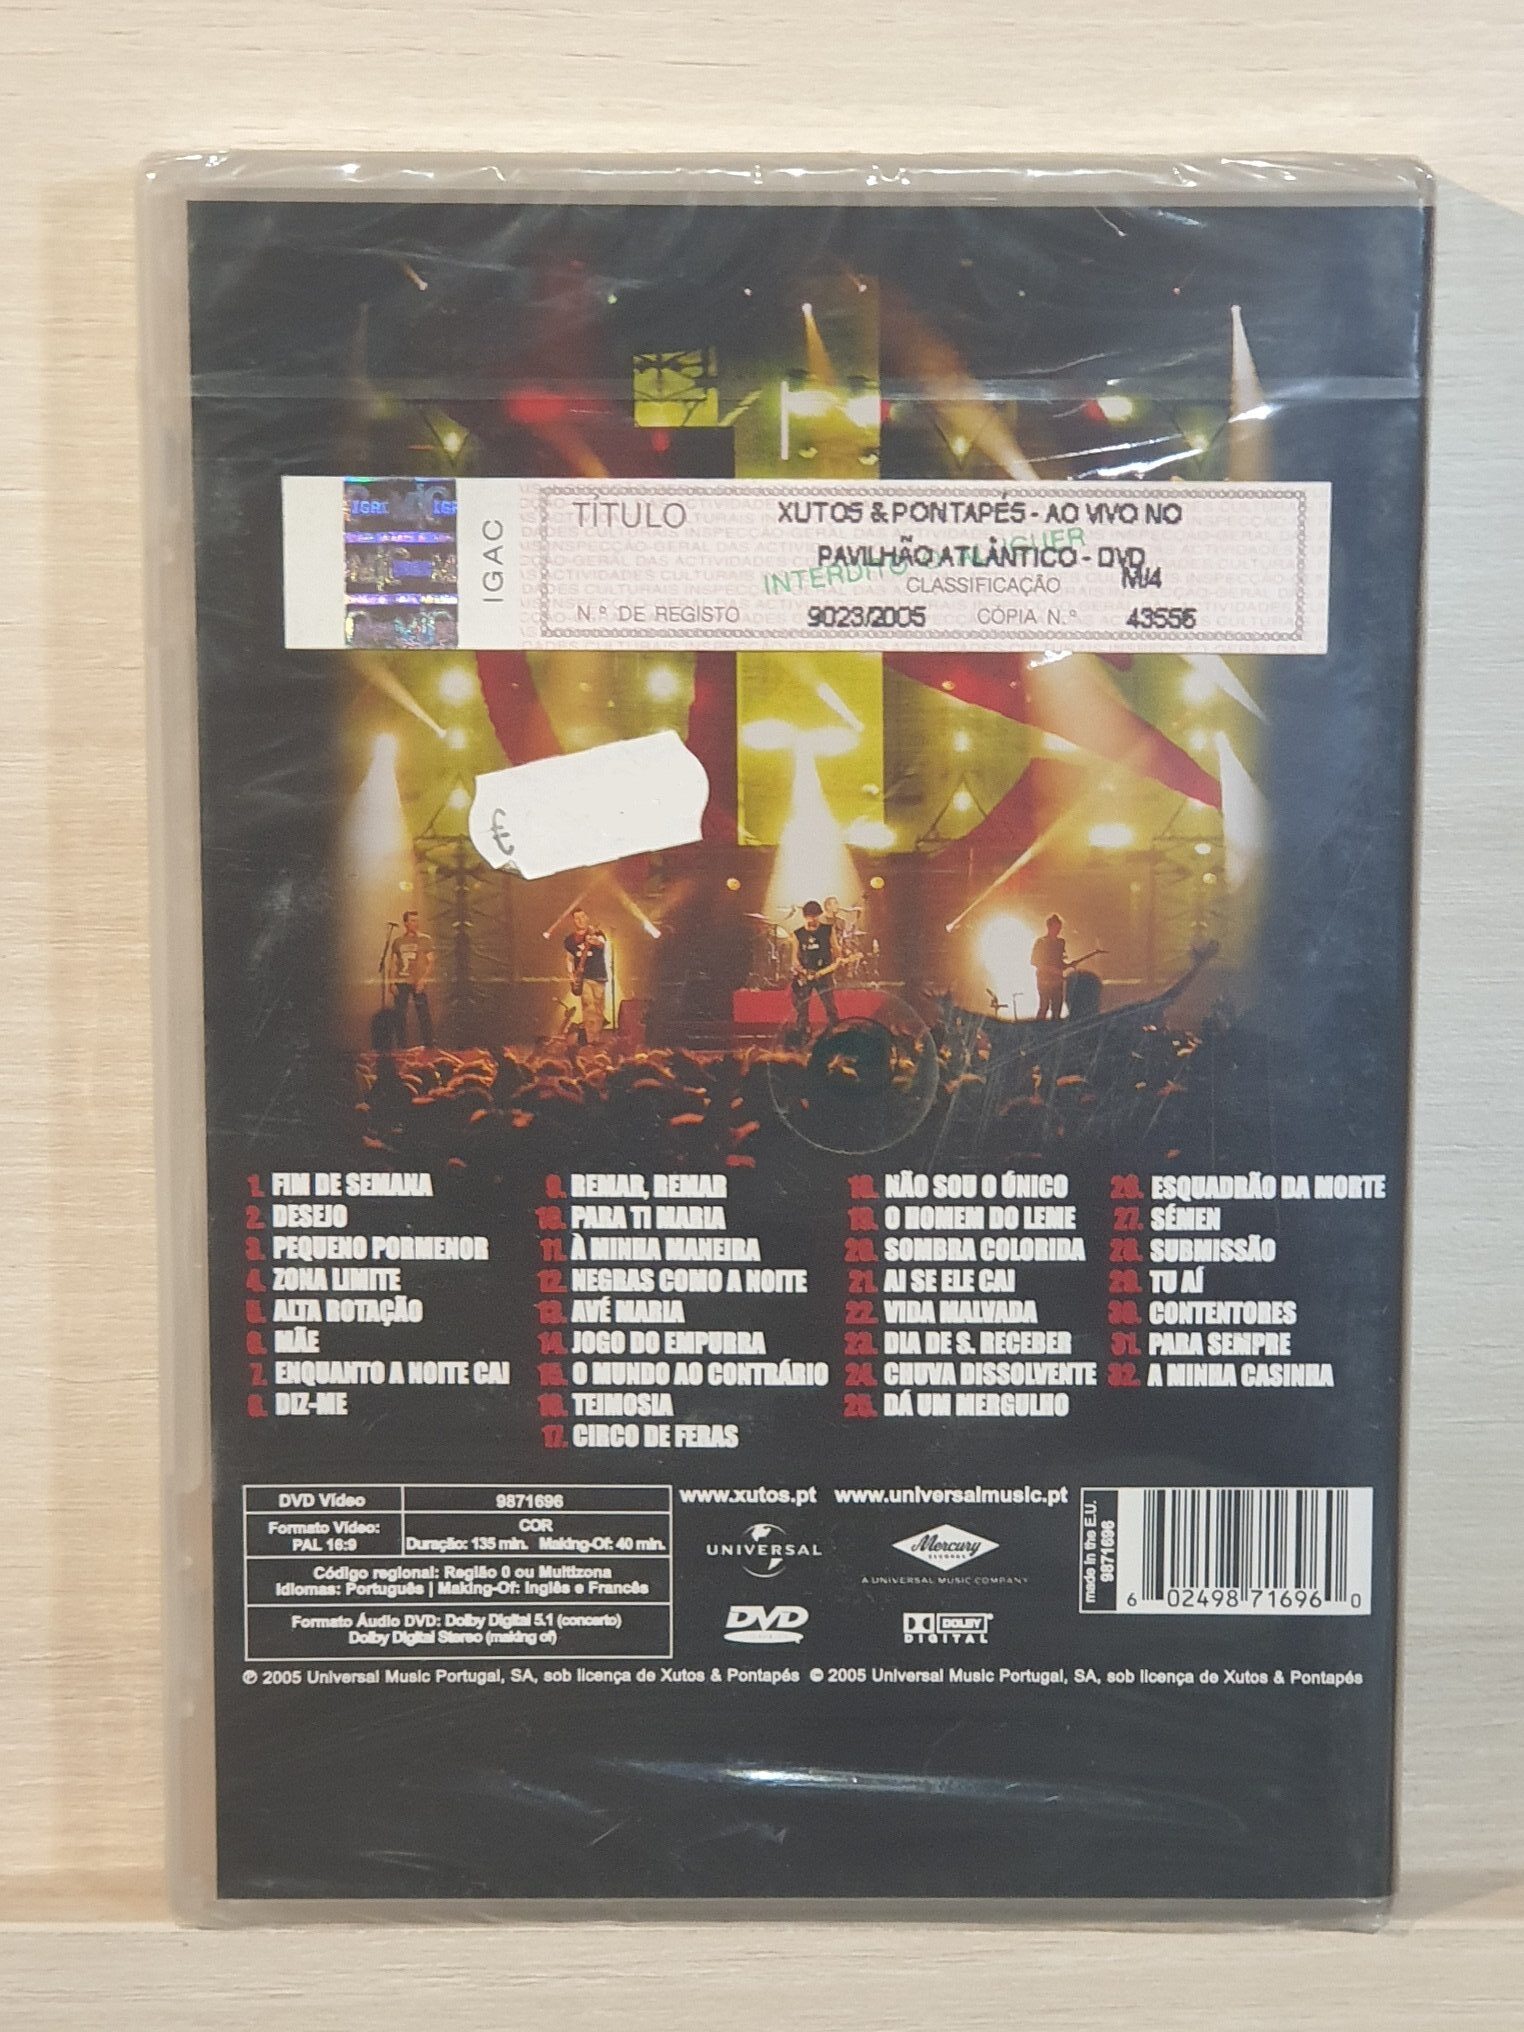 IGAC
TÍTULO XUTOS & PONTAPÉS - AO VIVO NO
PAVILHÃO ATLÂNTICO - DVD
INTERDITO O ALUGUER
CLASSIFICAÇÃO M/4
N.º DE REGISTO 9023/2005 CÓPIA N.º 43556
€
1. FIM DE SEMANA
2. DESEJO
3. PEQUENO PORMENOR
4. ZONA LIMITE
5. ALTA ROTAÇÃO
6. MÃE
7. ENQUANTO A NOITE CAI
8. DIZ-ME
9. REMAR, REMAR
10. PARA TI MARIA
11. À MINHA MANEIRA
12. NEGRAS COMO A NOITE
13. AVÉ MARIA
14. JOGO DO EMPURRA
15. O MUNDO AO CONTRÁRIO
16. TEIMOSIA
17. CIRCO DE FERAS
18. NÃO SOU O ÚNICO
19. O HOMEM DO LEME
20. SOMBRA COLORIDA
21. AI SE ELE CAI
22. VIDA MALVADA
23. DIA DE S. RECEBER
24. CHUVA DISSOLVENTE
25. DÁ UM MERGULHO
26. ESQUADRÃO DA MORTE
27. SÉMEN
28. SUBMISSÃO
29. TU AÍ
30. CONTENTORES
31. PARA SEMPRE
32. A MINHA CASINHA
DVD Vídeo 9871696
Formato Vídeo:
PAL 16:9
COR
Duração: 135 min. Making-Of: 40 min.
Código regional: Região 0 ou Multizona
Idiomas: Português | Making-Of: Inglês e Francês
Formato Áudio DVD: Dolby Digital 5.1 (concerto)
Dolby Digital Stereo (making of)
www.xutos.pt www.universalmusic.pt
UNIVERSAL
Mercury
RECORDS
A UNIVERSAL MUSIC COMPANY
DVD
DOLBY
DIGITAL
made in the E.U.
9871696
6 02498 71696 0
℗ 2005 Universal Music Portugal, SA, sob licença de Xutos & Pontapés © 2005 Universal Music Portugal, SA, sob licença de Xutos & Pontapés